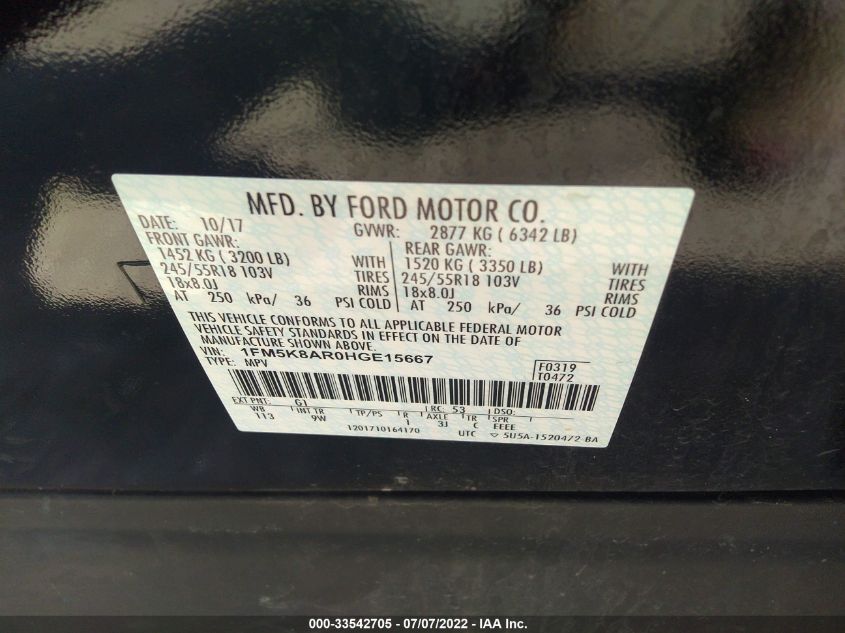 MFD. BY FORD MOTOR CO.
DATE: 10/17 GVWR: 2877 KG ( 6342 LB)
FRONT GAWR: REAR GAWR:
1452 KG ( 3200 LB) WITH 1520 KG ( 3350 LB) WITH
245/55R18 103V TIRES 245/55R18 103V TIRES
18x8.0J RIMS 18x8.0J RIMS
AT 250 kPa/ 36 PSI COLD AT 250 kPa/ 36 PSI COLD
THIS VEHICLE CONFORMS TO ALL APPLICABLE FEDERAL MOTOR
VEHICLE SAFETY STANDARDS IN EFFECT ON THE DATE OF
MANUFACTURE SHOWN ABOVE.
VIN: 1FM5K8AR0HGE15667 F0319
TYPE: MPV T0472
EXT PNT: G1 RC: 53 DSO:
WB INT TR TP/PS R AXLE TR SPR
113 9W 1 3J C EEEE
1201710164170 UTC ▽ 5U5A-1520472-BA
000-33542705 - 07/07/2022 - IAA Inc.